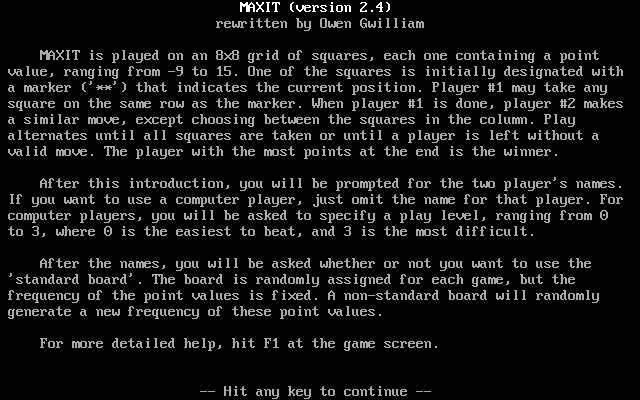 MAXIT (version 2.4)
rewritten by Owen Gwilliam
MAXIT is played on an 8x8 grid of squares, each one containing a point
value, ranging from -9 to 15. One of the squares is initially designated with
a marker ('**') that indicates the current position. Player #1 may take any
square on the same row as the marker. When player #1 is done, player #2 makes
a similar move, except choosing between the squares in the column. Play
alternates until all squares are taken or until a player is left without a
valid move. The player with the most points at the end is the winner.
After this introduction, you will be prompted for the two player's names.
If you want to use a computer player, just omit the name for that player. For
computer players, you will be asked to specify a play level, ranging from 0
to 3, where 0 is the easiest to beat, and 3 is the most difficult.
After the names, you will be asked whether or not you want to use the
'standard board'. The board is randomly assigned for each game, but the
frequency of the point values is fixed. A non-standard board will randomly
generate a new frequency of these point values.
For more detailed help, hit F1 at the game screen.
-- Hit any key to continue --